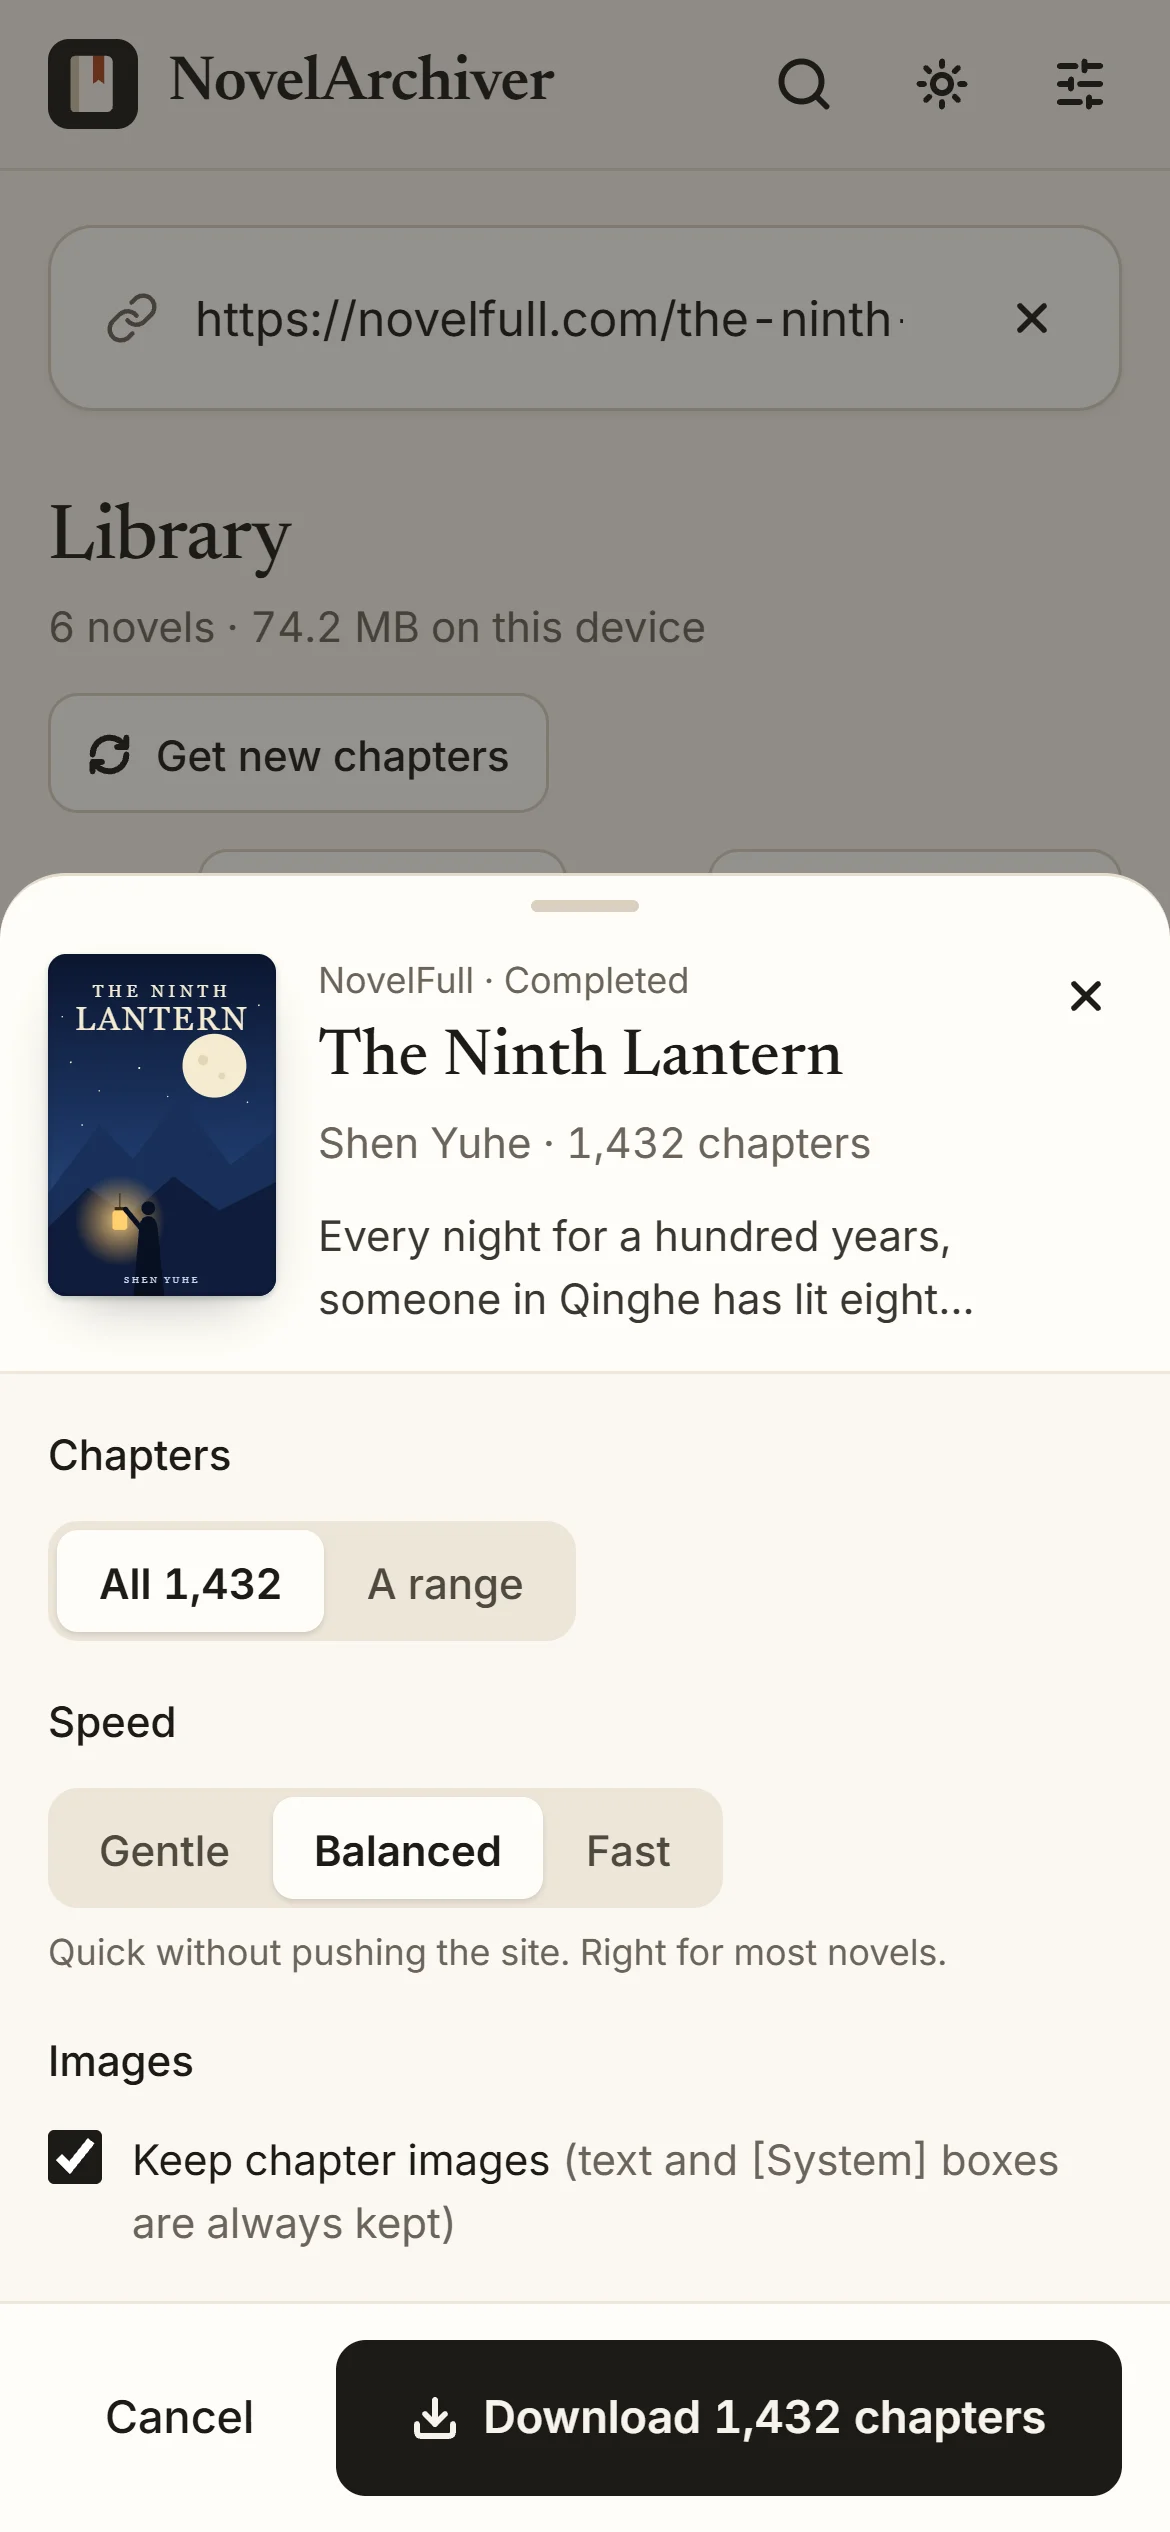 NovelArchiver
https://novelfull.com/the-ninth
Library
6 novels · 74.2 MB on this device
Get new chapters
THE NINTH
LANTERN
SHEN YUHE
NovelFull · Completed
The Ninth Lantern
Shen Yuhe · 1,432 chapters
Every night for a hundred years,
someone in Qinghe has lit eight...
Chapters
All 1,432
A range
Speed
Gentle
Balanced
Fast
Quick without pushing the site. Right for most novels.
Images
Keep chapter images (text and [System] boxes
are always kept)
Cancel
Download 1,432 chapters